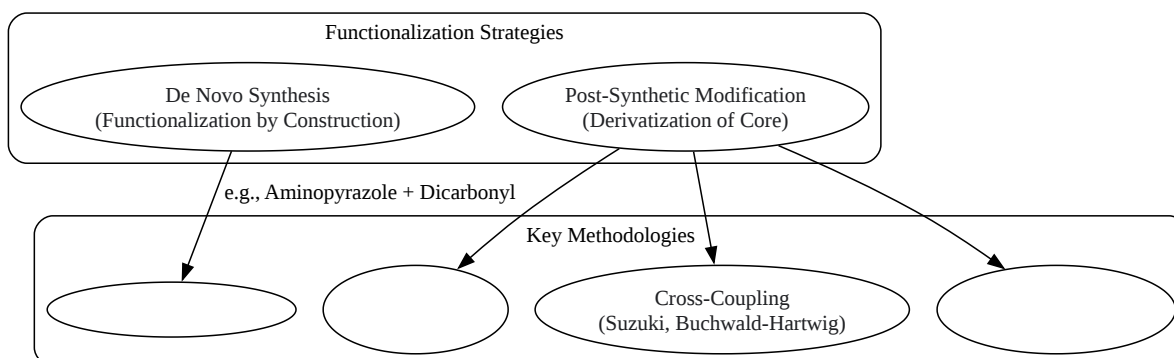 Functionalization Strategies
De Novo Synthesis
(Functionalization by Construction)
Post-Synthetic Modification
(Derivatization of Core)
e.g., Aminopyrazole + Dicarbonyl
Key Methodologies
Cross-Coupling
(Suzuki, Buchwald-Hartwig)